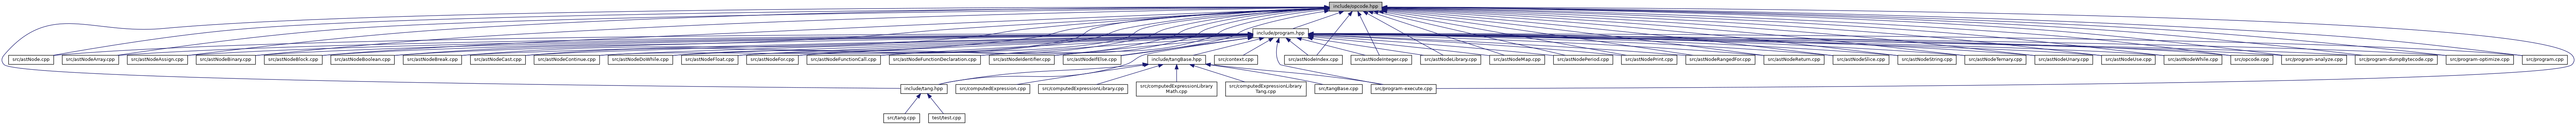 include/opcode.hpp
include/program.hpp
src/astNode.cpp
src/astNodeArray.cpp
src/astNodeAssign.cpp
src/astNodeBinary.cpp
src/astNodeBlock.cpp
src/astNodeBoolean.cpp
src/astNodeBreak.cpp
src/astNodeCast.cpp
src/astNodeContinue.cpp
src/astNodeDoWhile.cpp
src/astNodeFloat.cpp
src/astNodeFor.cpp
src/astNodeFunctionCall.cpp
src/astNodeFunctionDeclaration.cpp
src/astNodeIdentifier.cpp
src/astNodeIfElse.cpp
include/tangBase.hpp
src/context.cpp
src/astNodeIndex.cpp
src/astNodeInteger.cpp
src/astNodeLibrary.cpp
src/astNodeMap.cpp
src/astNodePeriod.cpp
src/astNodePrint.cpp
src/astNodeRangedFor.cpp
src/astNodeReturn.cpp
src/astNodeSlice.cpp
src/astNodeString.cpp
src/astNodeTernary.cpp
src/astNodeUnary.cpp
src/astNodeUse.cpp
src/astNodeWhile.cpp
src/opcode.cpp
src/program-analyze.cpp
src/program-dumpBytecode.cpp
src/program-optimize.cpp
src/program.cpp
include/tang.hpp
src/computedExpression.cpp
src/computedExpressionLibrary.cpp
src/computedExpressionLibrary
Math.cpp
src/computedExpressionLibrary
Tang.cpp
src/tangBase.cpp
src/program-execute.cpp
src/tang.cpp
test/test.cpp